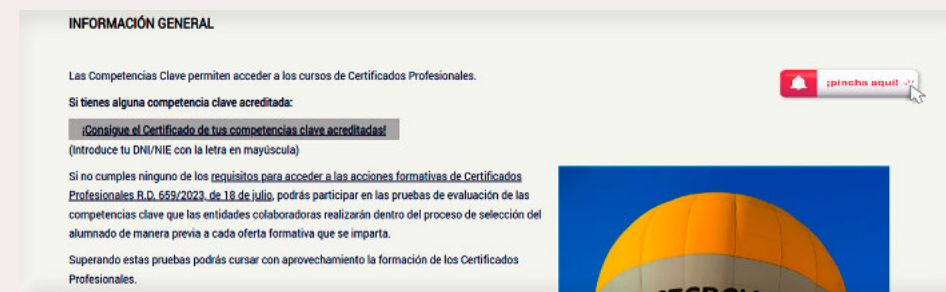 INFORMACIÓN GENERAL
Las Competencias Clave permiten acceder a los cursos de Certificados Profesionales.
¡pincha aquí!
Si tienes alguna competencia clave acreditada:
¡Consigue el Certificado de tus competencias clave acreditadas!
(Introduce tu DNI/NIE con la letra en mayúscula)
Si no cumples ninguno de los requisitos para acceder a las acciones formativas de Certificados
Profesionales R.D. 659/2023, de 18 de julio, podrás participar en las pruebas de evaluación de las
competencias clave que las entidades colaboradoras realizarán dentro del proceso de selección del
alumnado de manera previa a cada oferta formativa que se imparta.
Superando estas pruebas podrás cursar con aprovechamiento la formación de los Certificados
Profesionales.